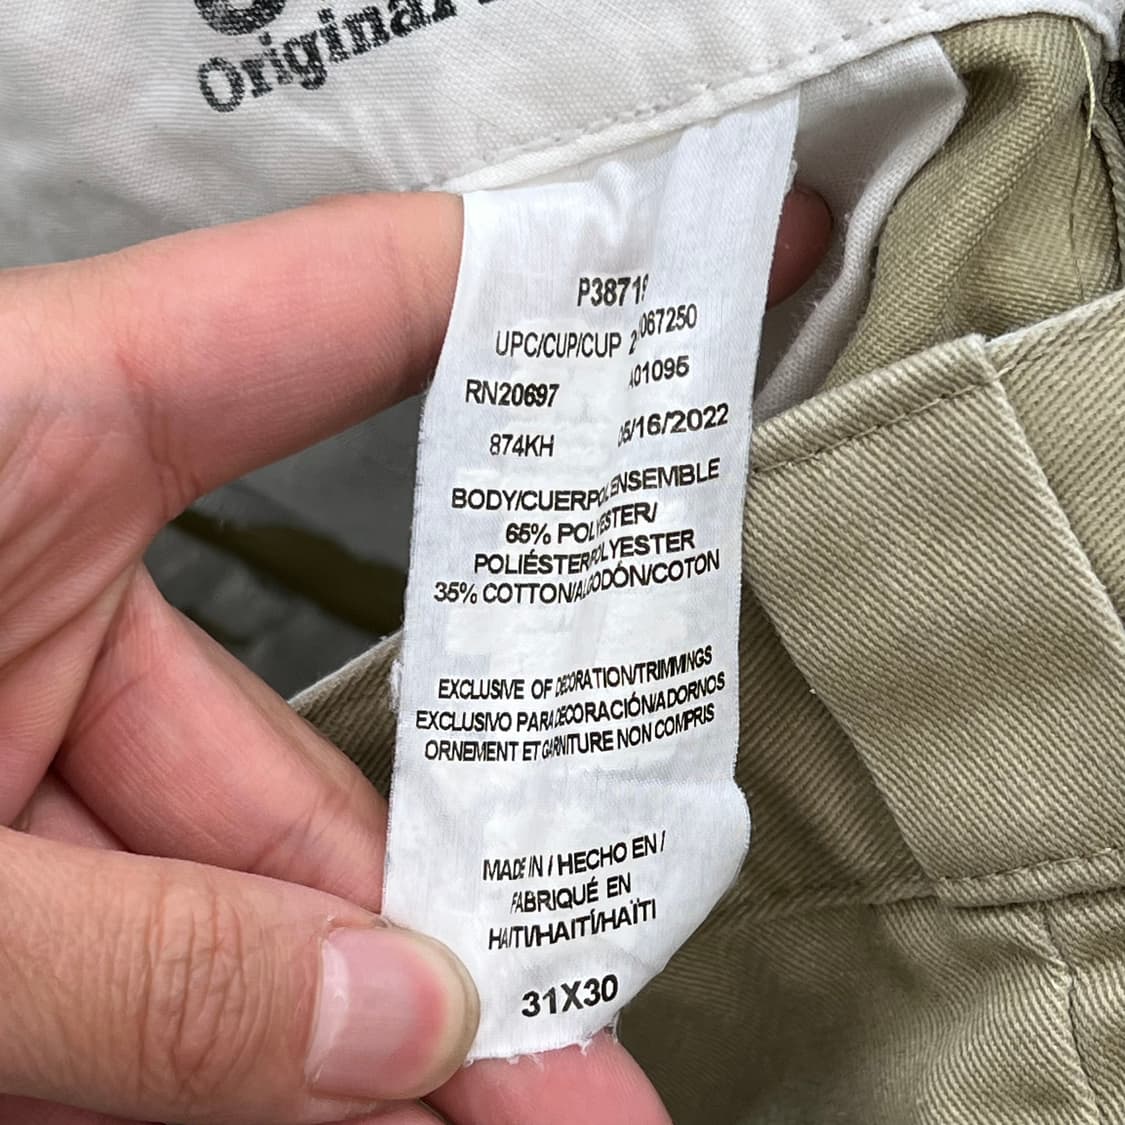 Original
P38719
UPC/CUP/CUP 067250
RN20697 01095
874KH 05/16/2022
BODY/CUERPO/ENSEMBLE
65% POLYESTER/
POLIÉSTER/POLYESTER
35% COTTON/ALGODÓN/COTON
EXCLUSIVE OF DECORATION/TRIMMINGS
EXCLUSIVO PARA DECORACIÓN/ADORNOS
ORNEMENT ET GARNITURE NON COMPRIS
MADE IN / HECHO EN /
FABRIQUÉ EN
HAITI/HAITÍ/HAÏTI
31X30